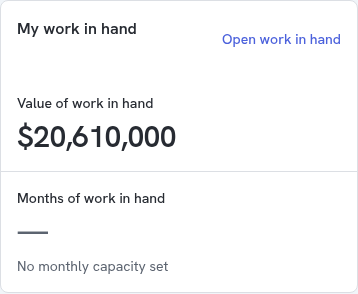 My work in hand
Open work in hand
Value of work in hand
$20,610,000
Months of work in hand
—
No monthly capacity set